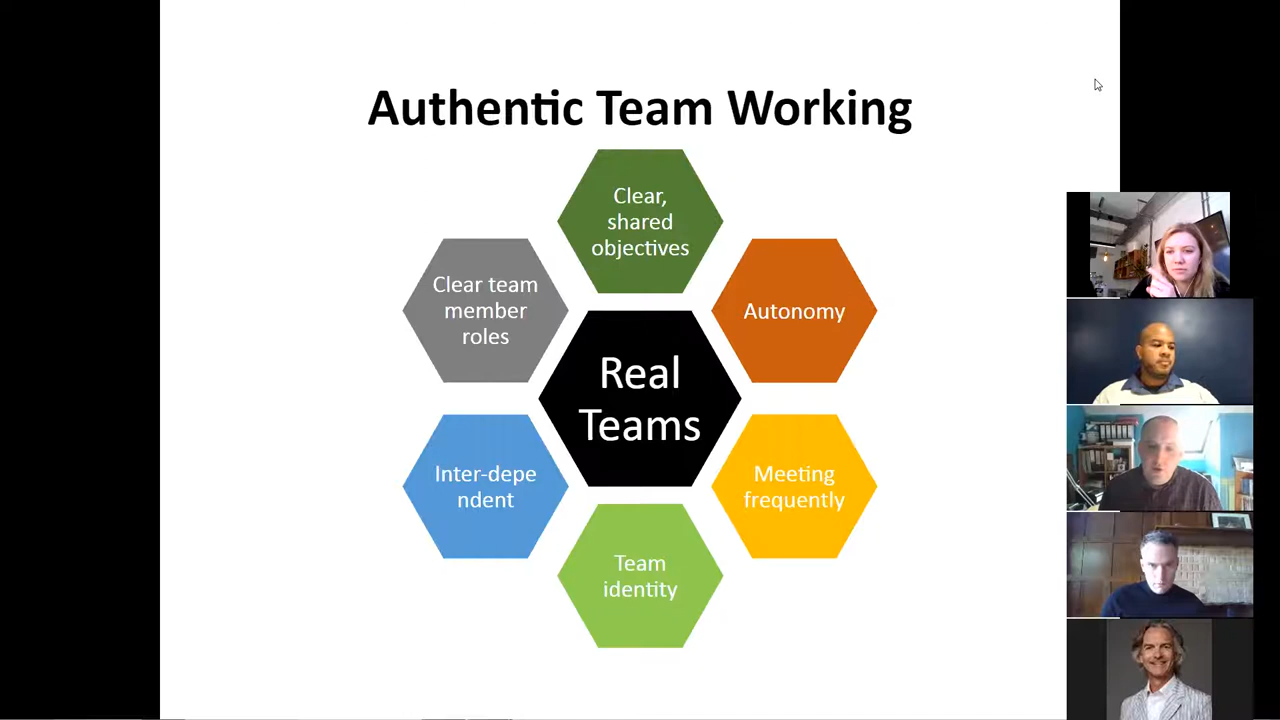 Authentic Team Working
Clear,
shared
objectives
Clear team
member
roles
Autonomy
Real
Teams
Inter-depe
ndent
Meeting
frequently
Team
identity